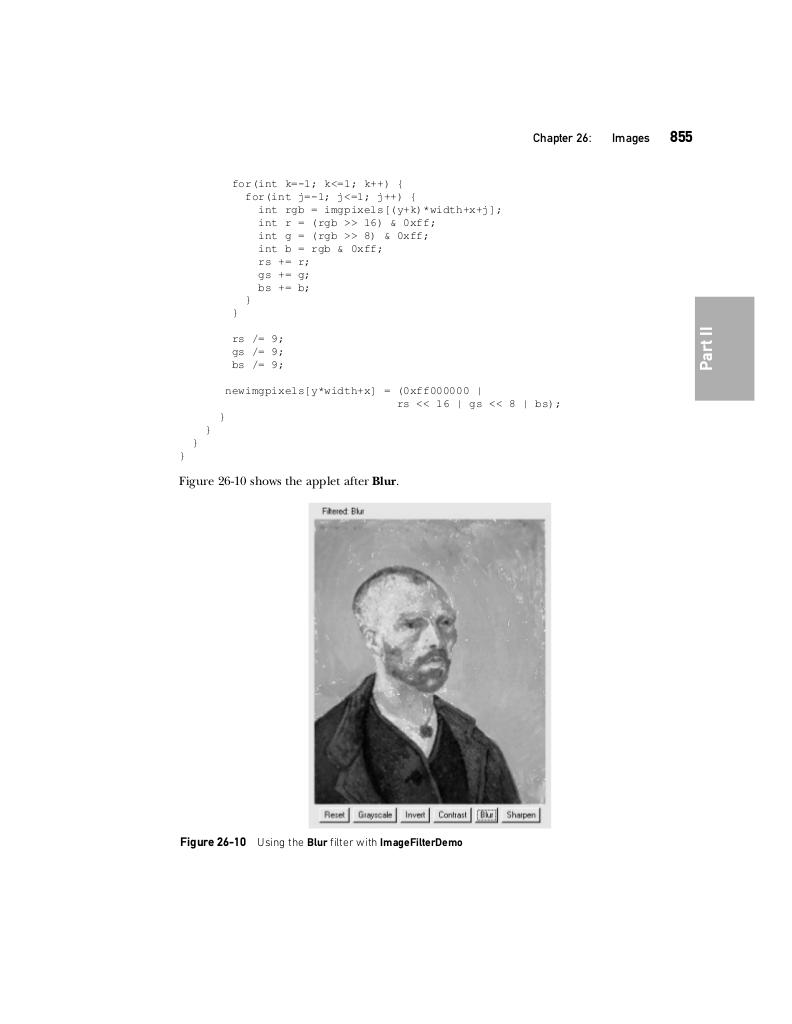 Chapter 26: Images 855
for(int k=-1; k<=1; k++) {
for(int j=-1; j<=1; j++) {
int rgb = imgpixels[(y+k)*width+x+j];
int r = (rgb >> 16) & 0xff;
int g = (rgb >> 8) & 0xff;
int b = rgb & 0xff;
rs += r;
gs += g;
bs += b;
}
}
rs /= 9;
gs /= 9;
bs /= 9;
newimgpixels[y*width+x] = (0xff000000 |
rs << 16 | gs << 8 | bs);
}
}
}
}
Part II
Figure 26-10 shows the applet after Blur.
Filtered: Blur
Reset Grayscale Invert Contrast Blur Sharpen
Figure 26-10 Using the Blur filter with ImageFilterDemo